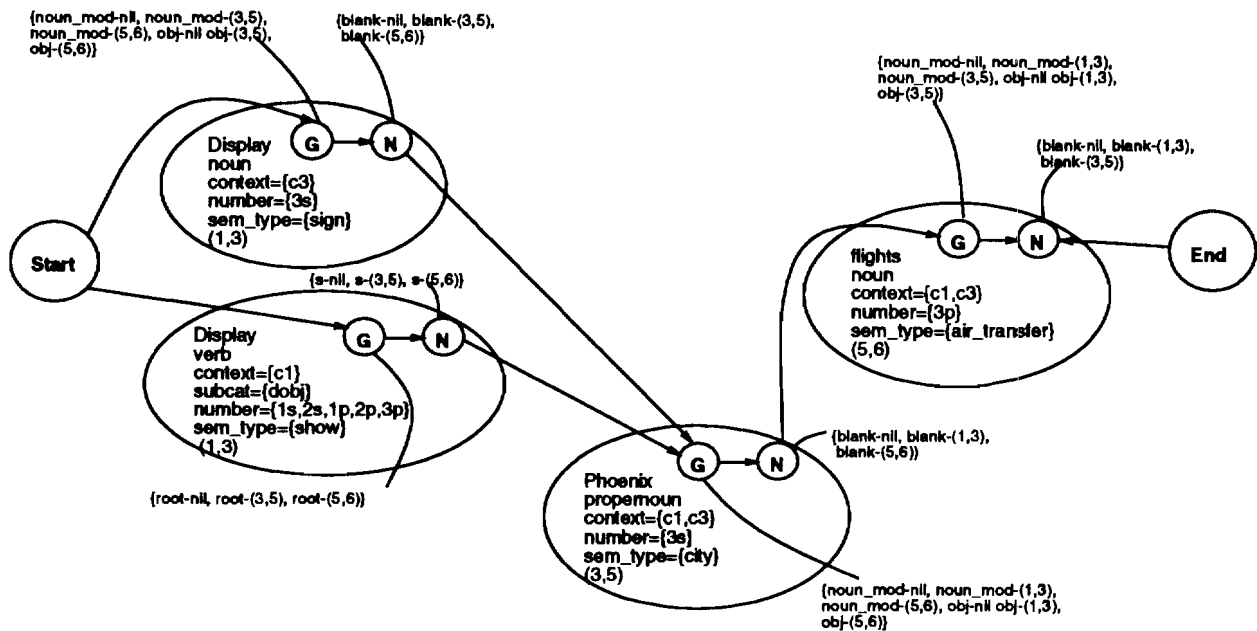 {noun_mod-nil, noun_mod-(3,5),
noun_mod-(5,6), obj-nil obj-(3,5),
obj-(5,6)}
{blank-nil, blank-(3,5),
blank-(5,6)}
{noun_mod-nil, noun_mod-(1,3),
noun_mod-(3,5), obj-nil obj-(1,3),
obj-(3,5)}
{blank-nil, blank-(1,3),
blank-(3,5)}
G
N
Display
noun
context={c3}
number={3s}
sem_type={sign}
(1,3)
Start
G
N
flights
noun
context={c1,c3}
number={3p}
sem_type={air_transfer}
(5,6)
End
{s-nil, s-(3,5), s-(5,6)}
G
N
Display
verb
context={c1}
subcat={dobj}
number={1s,2s,1p,2p,3p}
sem_type={show}
(1,3)
{root-nil, root-(3,5), root-(5,6)}
{blank-nil, blank-(1,3),
blank-(5,6)}
G
N
Phoenix
propernoun
context={c1,c3}
number={3s}
sem_type={city}
(3,5)
{noun_mod-nil, noun_mod-(1,3),
noun_mod-(5,6), obj-nil obj-(1,3),
obj-(5,6)}